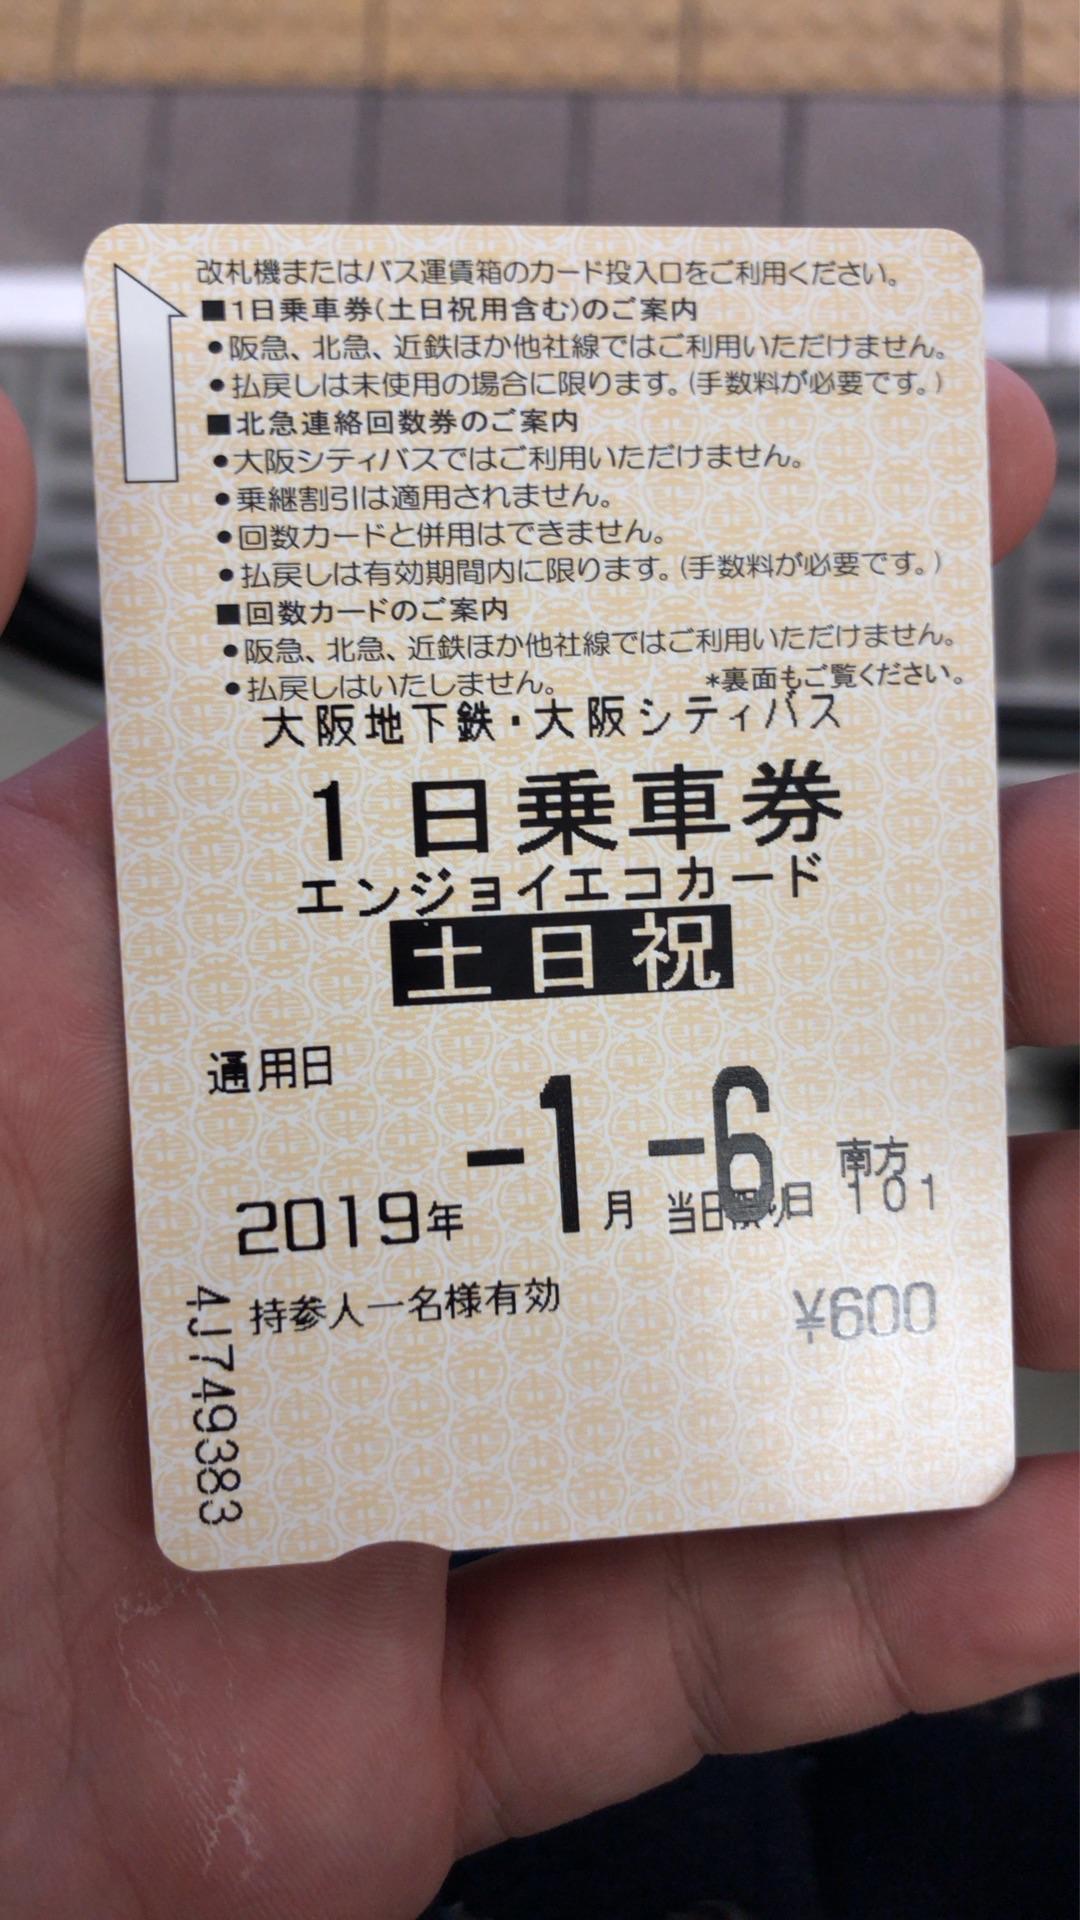 改札機またはバス運賃箱のカード投入口をご利用ください。
■1日乗車券(土日祝用含む)のご案内
●阪急、北急、近鉄ほか他社線ではご利用いただけません。
●払戻しは未使用の場合に限ります。(手数料が必要です。)
■北急連絡回数券のご案内
●大阪シティバスではご利用いただけません。
●乗継割引は適用されません。
●回数カードと併用はできません。
●払戻しは有効期間内に限ります。(手数料が必要です。)
■回数カードのご案内
●阪急、北急、近鉄ほか他社線ではご利用いただけません。
●払戻しはいたしません。 *裏面もご覧ください。
大阪地下鉄・大阪シティバス
1日乗車券
エンジョイエコカード
土日祝
通用日
2019年 -1月 -6日
南方
当日限り 101
持参人一名様有効 ¥600
4J749383